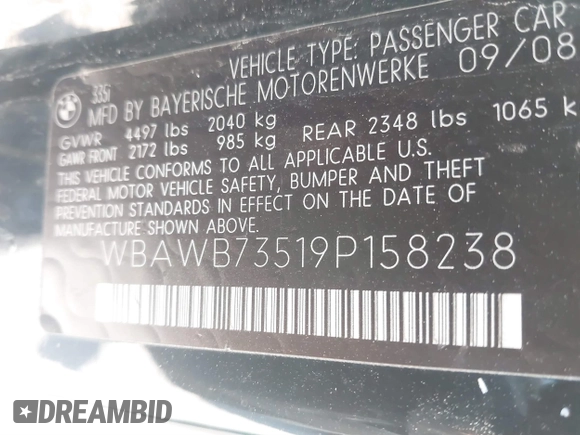 VEHICLE TYPE: PASSENGER CAR
335i
MFD BY BAYERISCHE MOTORENWERKE 09/08
GVWR 4497 lbs 2040 kg
GAWR FRONT 2172 lbs 985 kg REAR 2348 lbs 1065 k
THIS VEHICLE CONFORMS TO ALL APPLICABLE U.S.
FEDERAL MOTOR VEHICLE SAFETY, BUMPER AND THEFT
PREVENTION STANDARDS IN EFFECT ON THE DATE OF
MANUFACTURE SHOWN ABOVE.
WBAWB73519P158238
DREAMBID